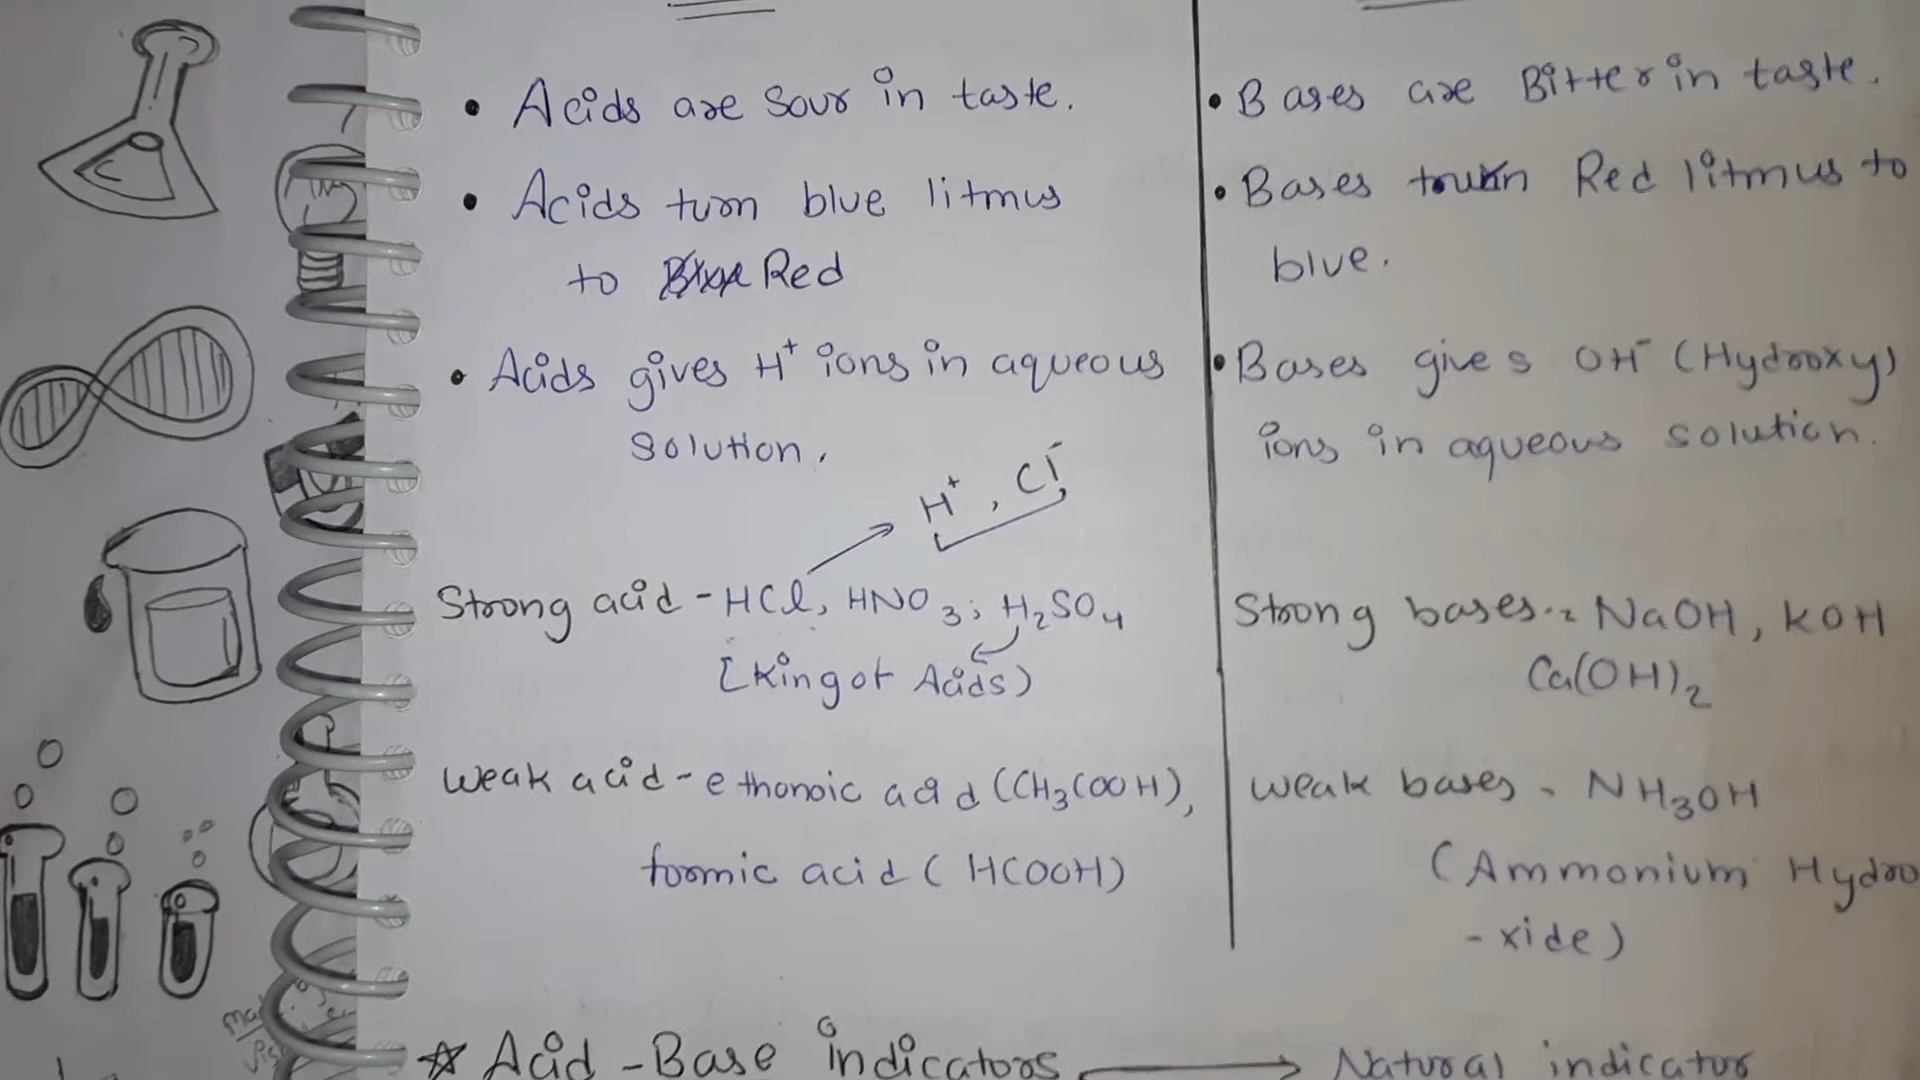 • Acids are Sour in taste.
• Acids turn blue litmus
to Red
• Acids gives H⁺ ions in aqueous
Solution.
H⁺, Cl⁻
Strong acid - HCl, HNO₃; H₂SO₄
[King of Acids)
Weak acid - ethonoic acid (CH₃COOH),
formic acid ( HCOOH)
• Bases are Bitter in taste.
• Bases turn Red litmus to
blue.
• Bases gives OH⁻ (Hydroxy)
ions in aqueous solution.
Strong bases - NaOH, KOH
Ca(OH)₂
Weak bases - NH₃OH
(Ammonium Hydro
-xide)
☆ Acid - Base indicators → Natural indicator